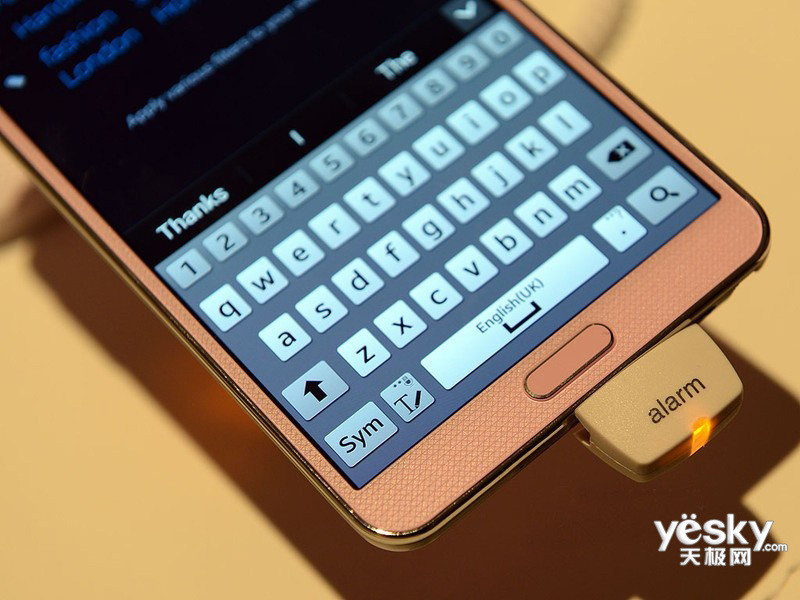 fashion
London
Apply various filters to your
Thanks
I
The
1 2 3 4 5 6 7 8 9 0
q w e r t y u i o p
a s d f g h j k l
z x c v b n m
Sym
English(UK)
.
alarm
yësky.com
天极网